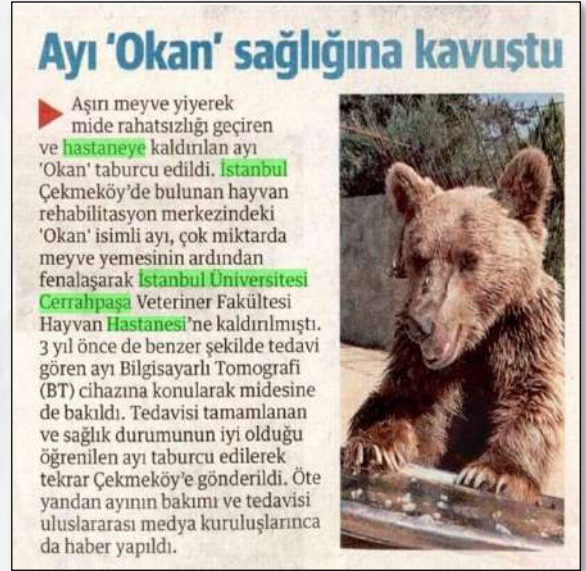 Ayı 'Okan' sağlığına kavuştu
Aşırı meyve yiyerek
mide rahatsızlığı geçiren
ve hastaneye kaldırılan ayı
'Okan' taburcu edildi. İstanbul
Çekmeköy'de bulunan hayvan
rehabilitasyon merkezindeki
'Okan' isimli ayı, çok miktarda
meyve yemesinin ardından
fenalaşarak İstanbul Üniversitesi
Cerrahpaşa Veteriner Fakültesi
Hayvan Hastanesi'ne kaldırılmıştı.
3 yıl önce de benzer şekilde tedavi
gören ayı Bilgisayarlı Tomografi
(BT) cihazına konularak midesine
de bakıldı. Tedavisi tamamlanan
ve sağlık durumunun iyi olduğu
öğrenilen ayı taburcu edilerek
tekrar Çekmeköy'e gönderildi. Öte
yandan ayının bakımı ve tedavisi
uluslararası medya kuruluşlarınca
da haber yapıldı.